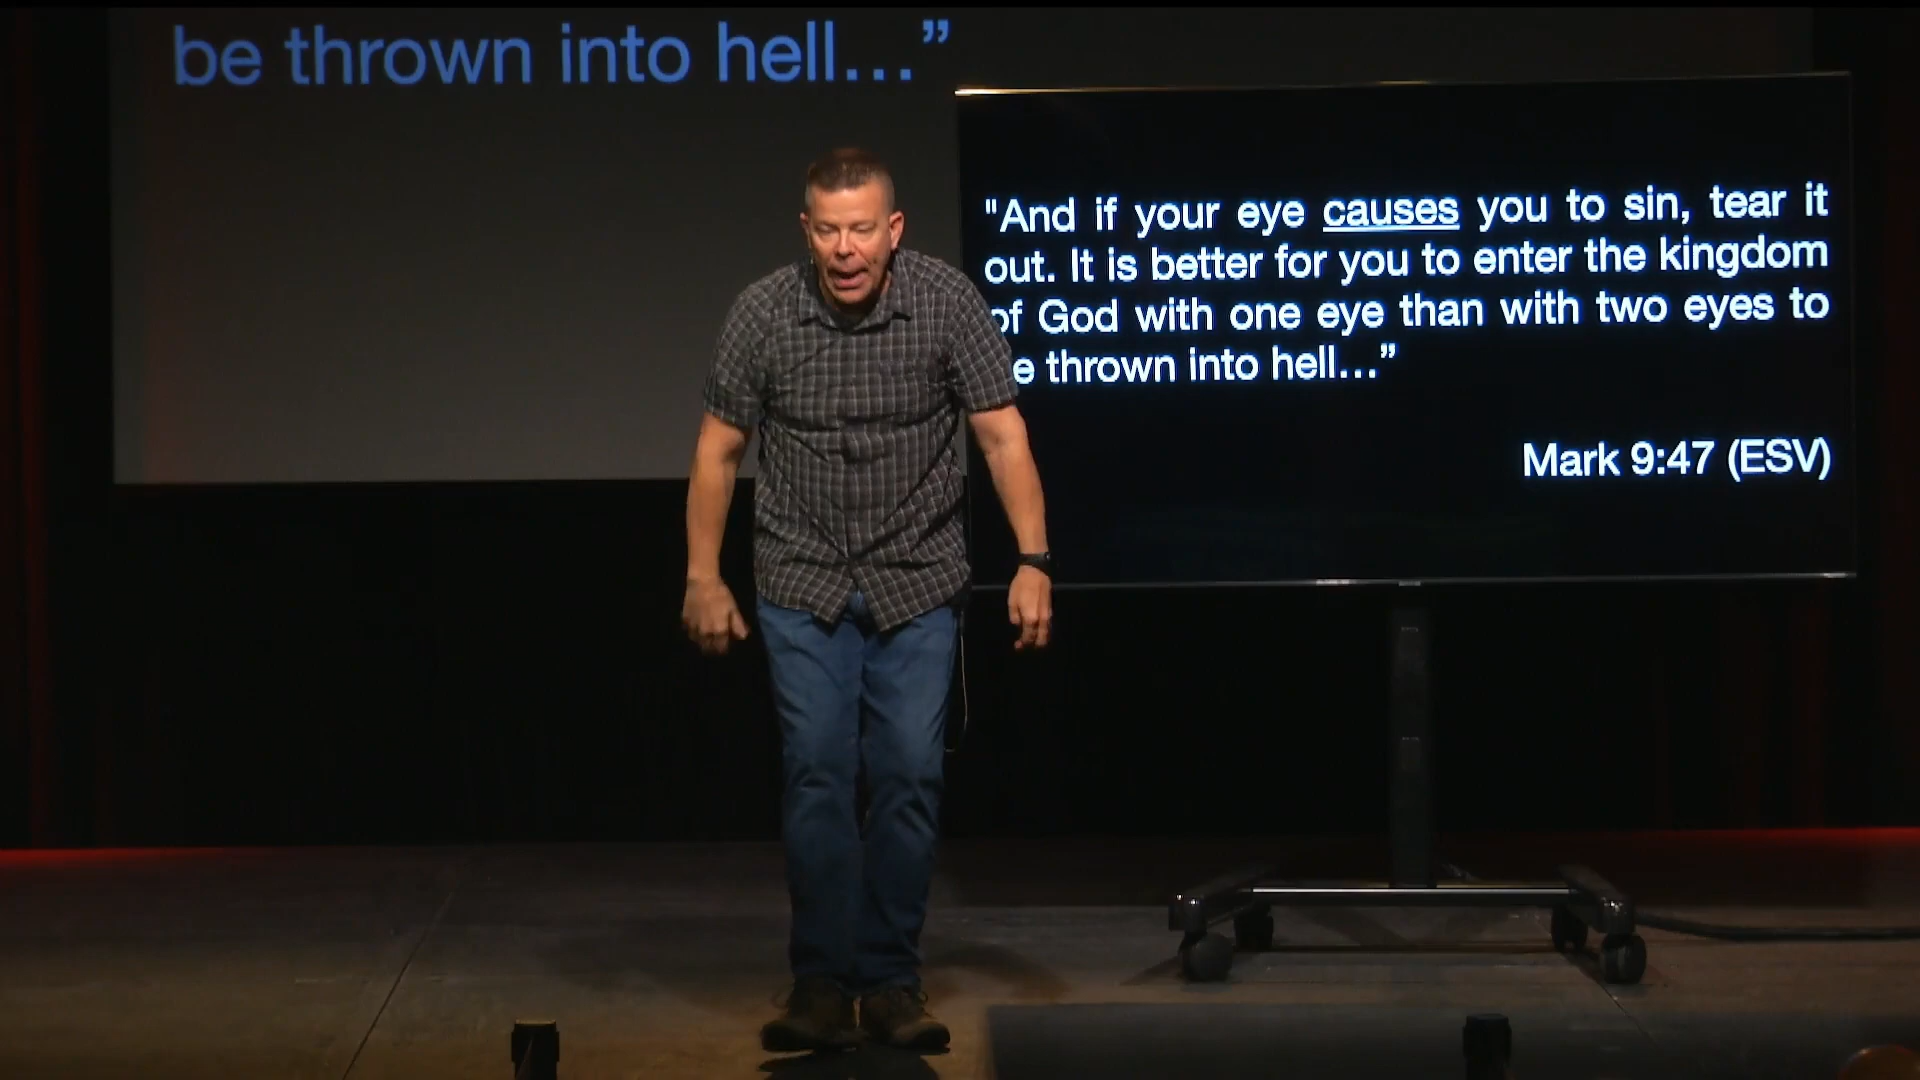 be thrown into hell…”
"And if your eye causes you to sin, tear it
out. It is better for you to enter the kingdom
of God with one eye than with two eyes to
e thrown into hell…”
Mark 9:47 (ESV)